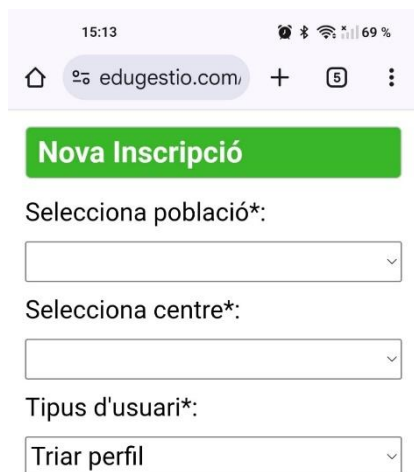 15:13
69 %
edugestio.com/
5
Nova Inscripció
Selecciona població*:
Selecciona centre*:
Tipus d'usuari*:
Triar perfil